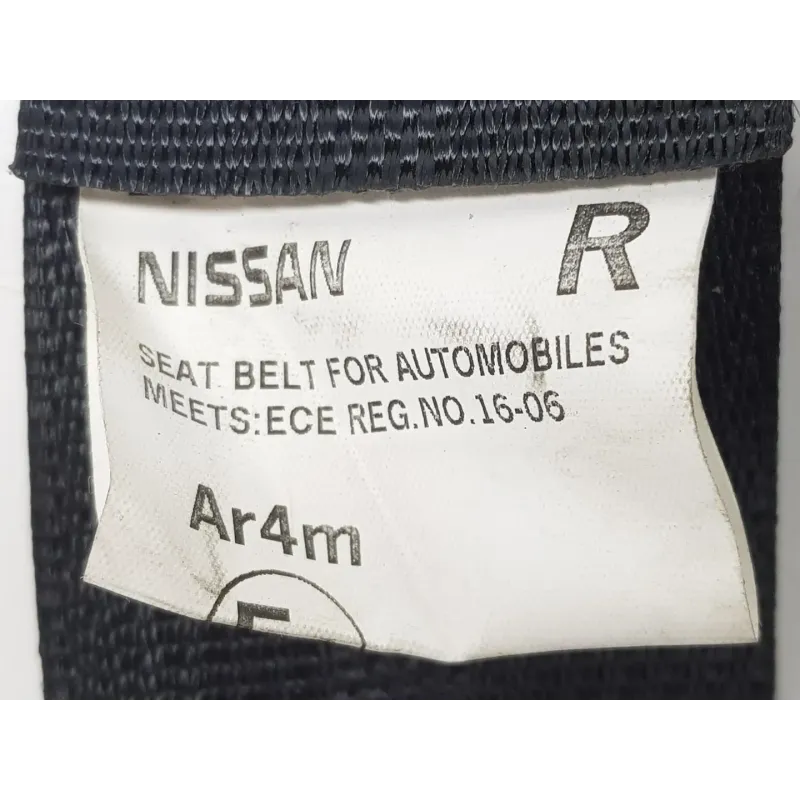 NISSAN R
SEAT BELT FOR AUTOMOBILES
MEETS:ECE REG.NO.16-06
Ar4m
E